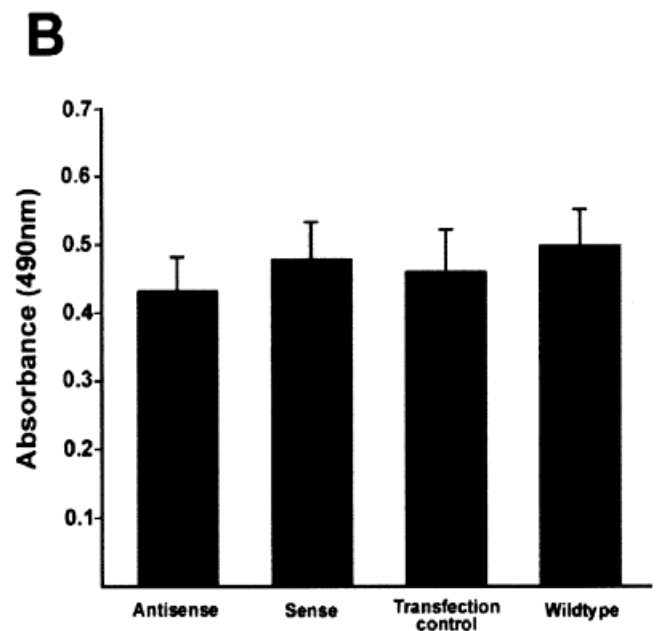 B
0.7
0.6
0.5
0.4
0.3
0.2
0.1
Absorbance (490nm)
Antisense
Sense
Transfection
control
Wildtype